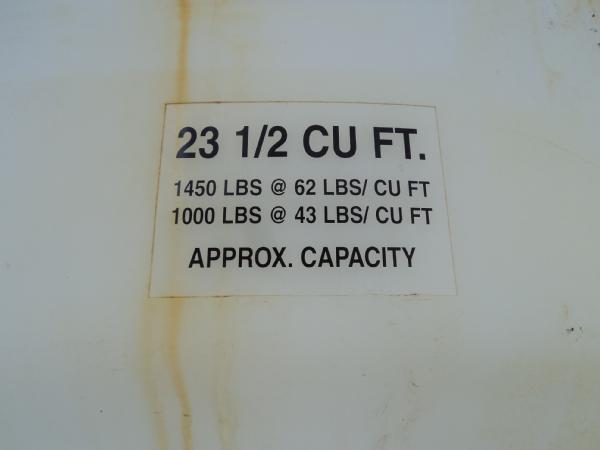 23 1/2 CU FT.
1450 LBS @ 62 LBS/ CU FT
1000 LBS @ 43 LBS/ CU FT
APPROX. CAPACITY